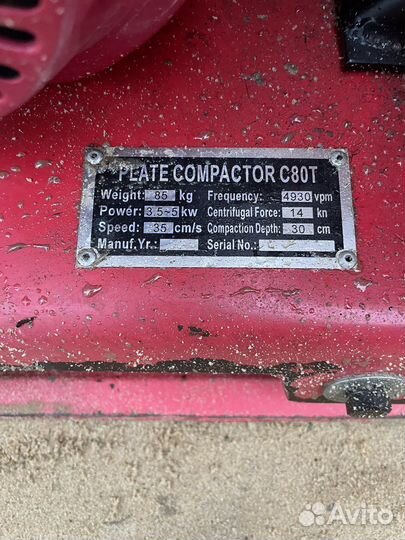 PLATE COMPACTOR C80T
Weight: 85 kg Frequency: 4930 vpm
Power: 3.5~5 kw Centrifugal Force: 14 kn
Speed: 35 cm/s Compaction Depth: 30 cm
Manuf.Yr.: Serial No.:
Avito